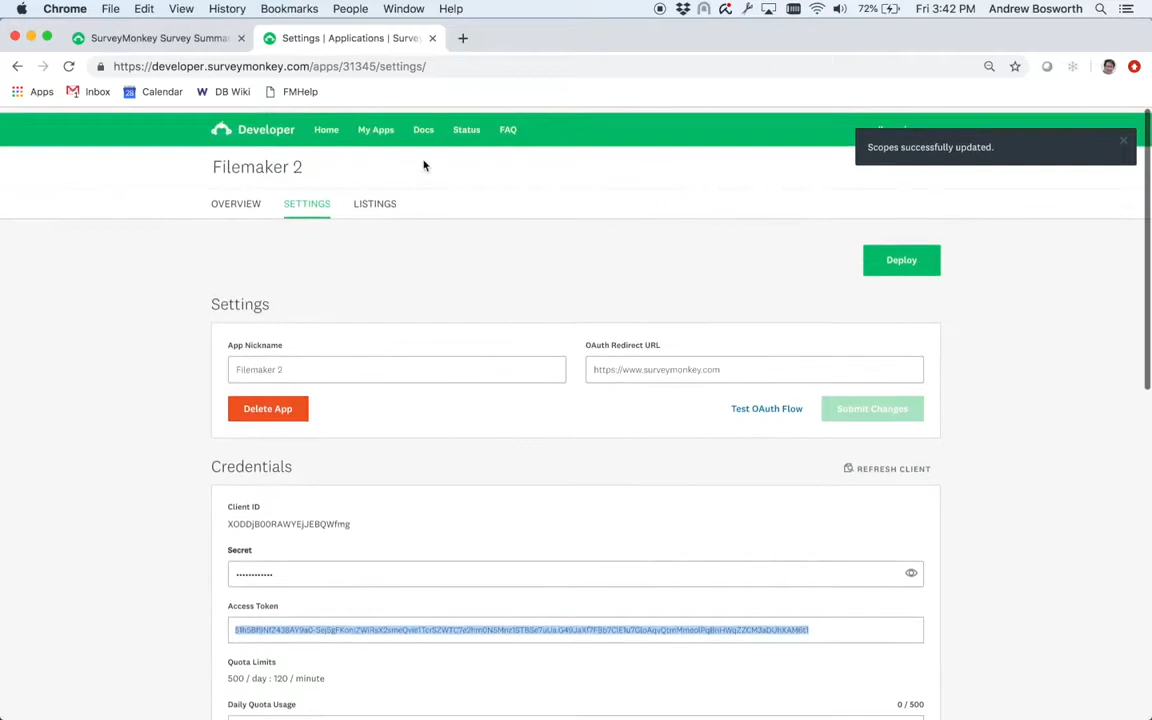 Chrome File Edit View History Bookmarks People Window Help 72% Fri 3:42 PM Andrew Bosworth
SurveyMonkey Survey Summa
Settings | Applications | Surve
https://developer.surveymonkey.com/apps/31345/settings/
Apps Inbox 28 Calendar W DB Wiki FMHelp
Developer Home My Apps Docs Status FAQ
Scopes successfully updated.
Filemaker 2
OVERVIEW SETTINGS LISTINGS
Deploy
Settings
App Nickname OAuth Redirect URL
Filemaker 2 https://www.surveymonkey.com
Delete App Test OAuth Flow Submit Changes
Credentials REFRESH CLIENT
Client ID
XODDjB00RAWYEjJEBQWfmg
Secret
••••••••••••
Access Token
Quota Limits
500 / day : 120 / minute
Daily Quota Usage 0 / 500